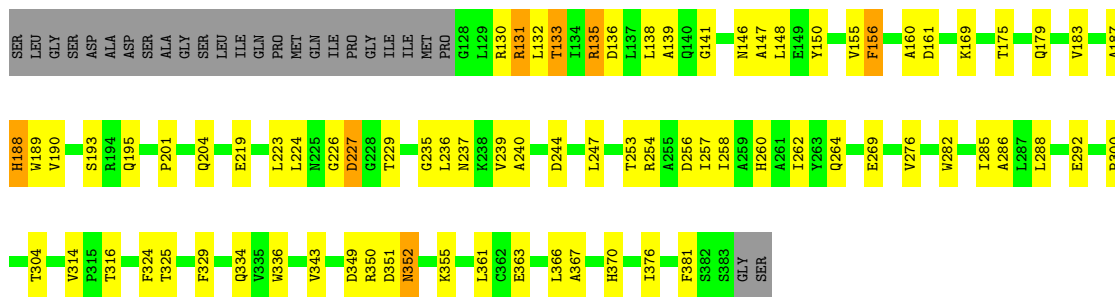 SER LEU GLY SER ASP ALA ASP SER ALA GLY SER LEU ILE GLN PRO MET GLN ILE PRO GLY ILE ILE MET PRO G128 L129 R130 R131 L132 T133 I134 R135 D136 L137 L138 A139 Q140 G141 N146 A147 L148 E149 Y150 V155 F156 A160 D161 K169 T175 Q179 V183 A187
H188 W189 V190 S193 R194 Q195 P201 Q204 E219 L223 L224 N225 G226 D227 G228 T229 G235 L236 N237 K238 V239 A240 D244 L247 T253 R254 A255 D256 I257 I258 A259 H260 A261 I262 Y263 Q264 E269 V276 W282 I285 A286 L287 L288 E292
T304 V314 P315 T316 F324 T325 F329 Q334 V335 W336 V343 D349 R350 D351 N352 K355 L361 C362 E363 L366 A367 H370 I376 F381 S382 S383 GLY SER